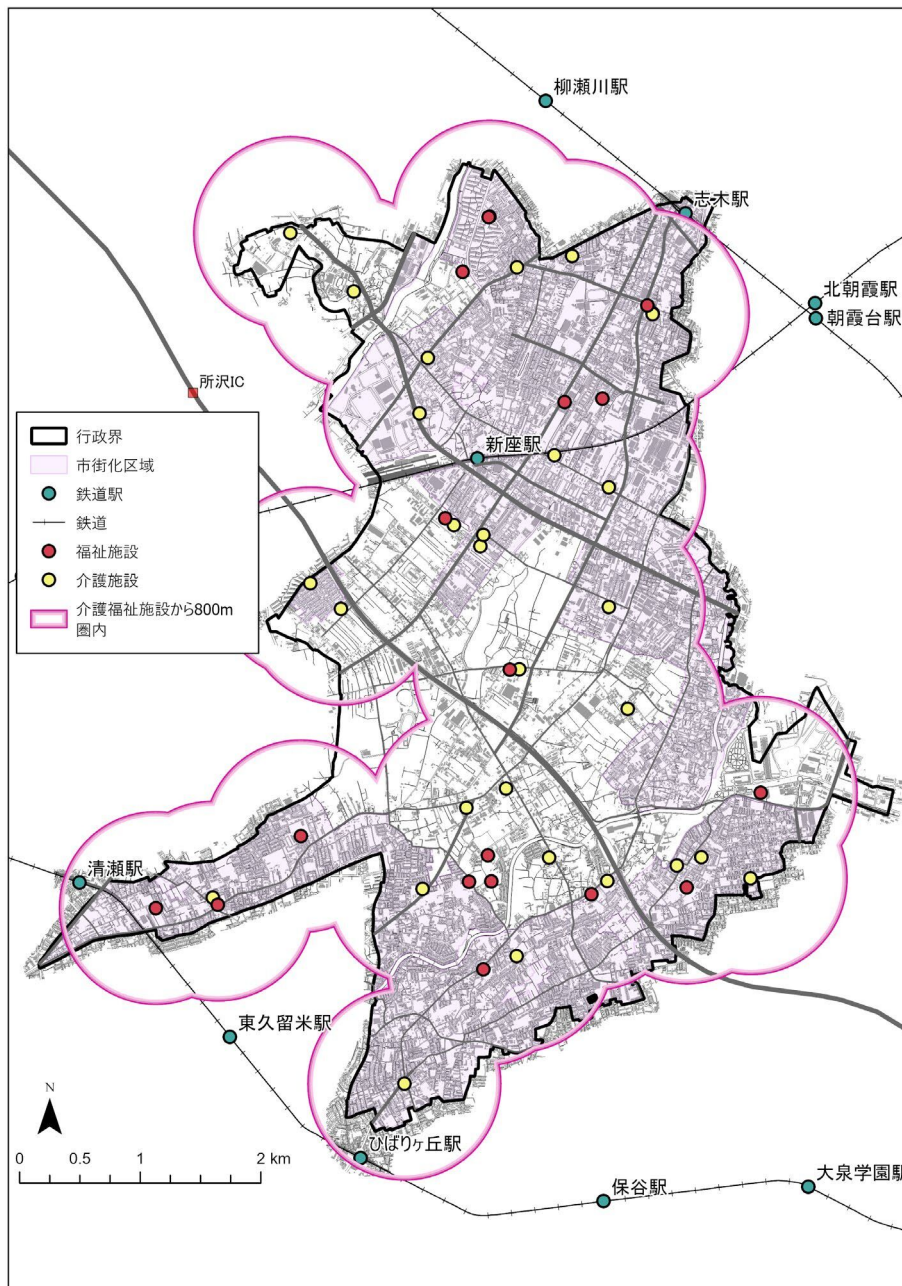 柳瀬川駅
志木駅
北朝霞駅
朝霞台駅
所沢IC
行政界
市街化区域
鉄道駅
鉄道
福祉施設
介護施設
介護福祉施設から800m
圏内
新座駅
清瀬駅
東久留米駅
N
ひばりヶ丘駅
0 0.5 1 2 km
保谷駅
大泉学園駅